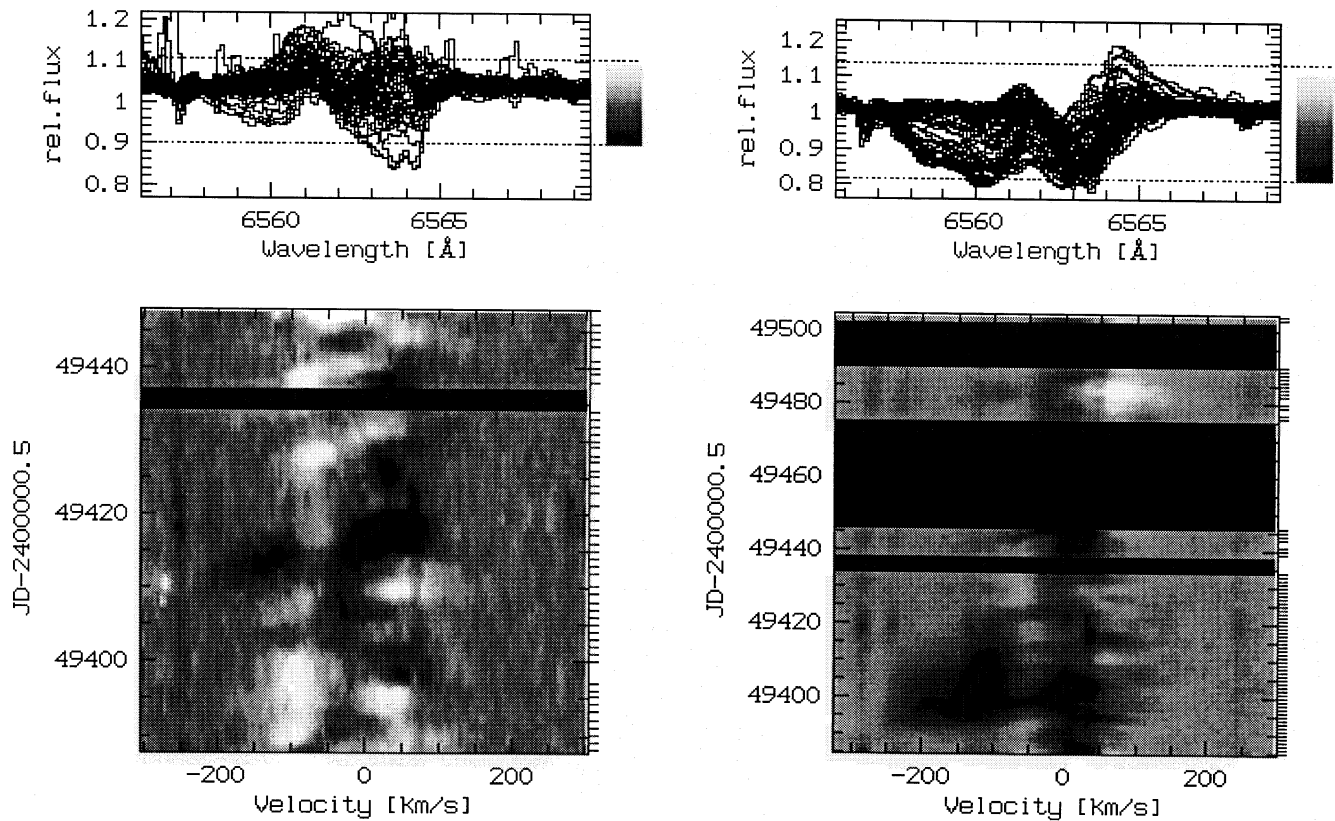 1.2
1.1
1
0.9
0.8
rel.flux
6560 6565
Wavelength [Å]
1.2
1.1
1
0.9
0.8
rel.flux
6560 6565
Wavelength [Å]
49440
49420
49400
JD-2400000.5
-200 0 200
Velocity [Km/s]
49500
49480
49460
49440
49420
49400
JD-2400000.5
-200 0 200
Velocity [Km/s]